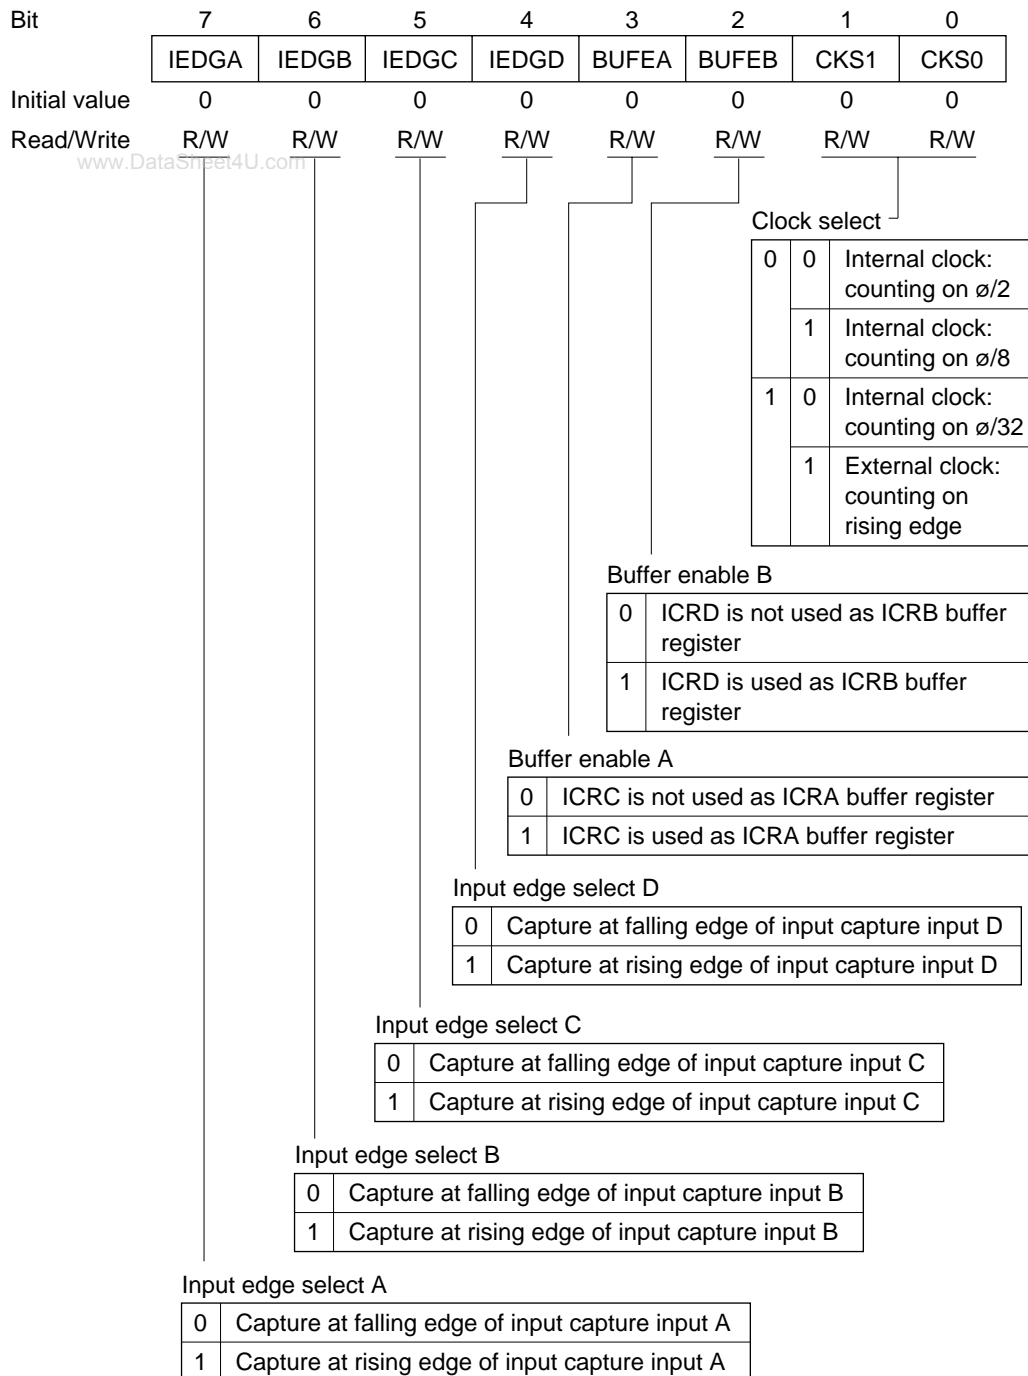 Bit 7 6 5 4 3 2 1 0
IEDGA IEDGB IEDGC IEDGD BUFEA BUFEB CKS1 CKS0
Initial value 0 0 0 0 0 0 0 0
Read/Write R/W R/W R/W R/W R/W R/W R/W R/W
www.DataSheet4U.com
Clock select
0 0 Internal clock:
counting on ø/2
1 Internal clock:
counting on ø/8
1 0 Internal clock:
counting on ø/32
1 External clock:
counting on
rising edge
Buffer enable B
0 ICRD is not used as ICRB buffer
register
1 ICRD is used as ICRB buffer
register
Buffer enable A
0 ICRC is not used as ICRA buffer register
1 ICRC is used as ICRA buffer register
Input edge select D
0 Capture at falling edge of input capture input D
1 Capture at rising edge of input capture input D
Input edge select C
0 Capture at falling edge of input capture input C
1 Capture at rising edge of input capture input C
Input edge select B
0 Capture at falling edge of input capture input B
1 Capture at rising edge of input capture input B
Input edge select A
0 Capture at falling edge of input capture input A
1 Capture at rising edge of input capture input A